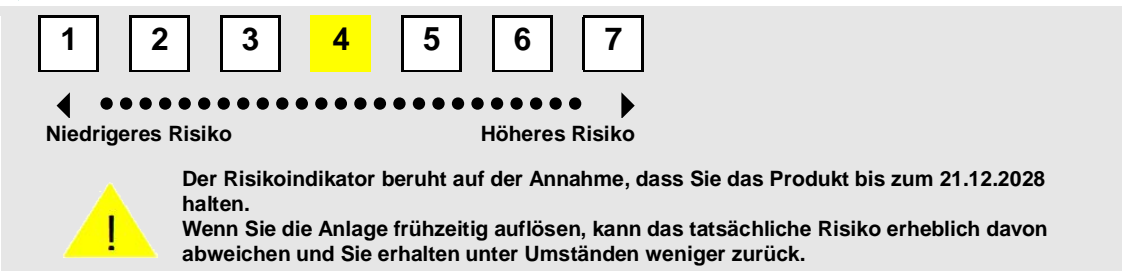 1 2 3 4 5 6 7
Niedrigeres Risiko Höheres Risiko
Der Risikoindikator beruht auf der Annahme, dass Sie das Produkt bis zum 21.12.2028
halten.
Wenn Sie die Anlage frühzeitig auflösen, kann das tatsächliche Risiko erheblich davon
abweichen und Sie erhalten unter Umständen weniger zurück.
!